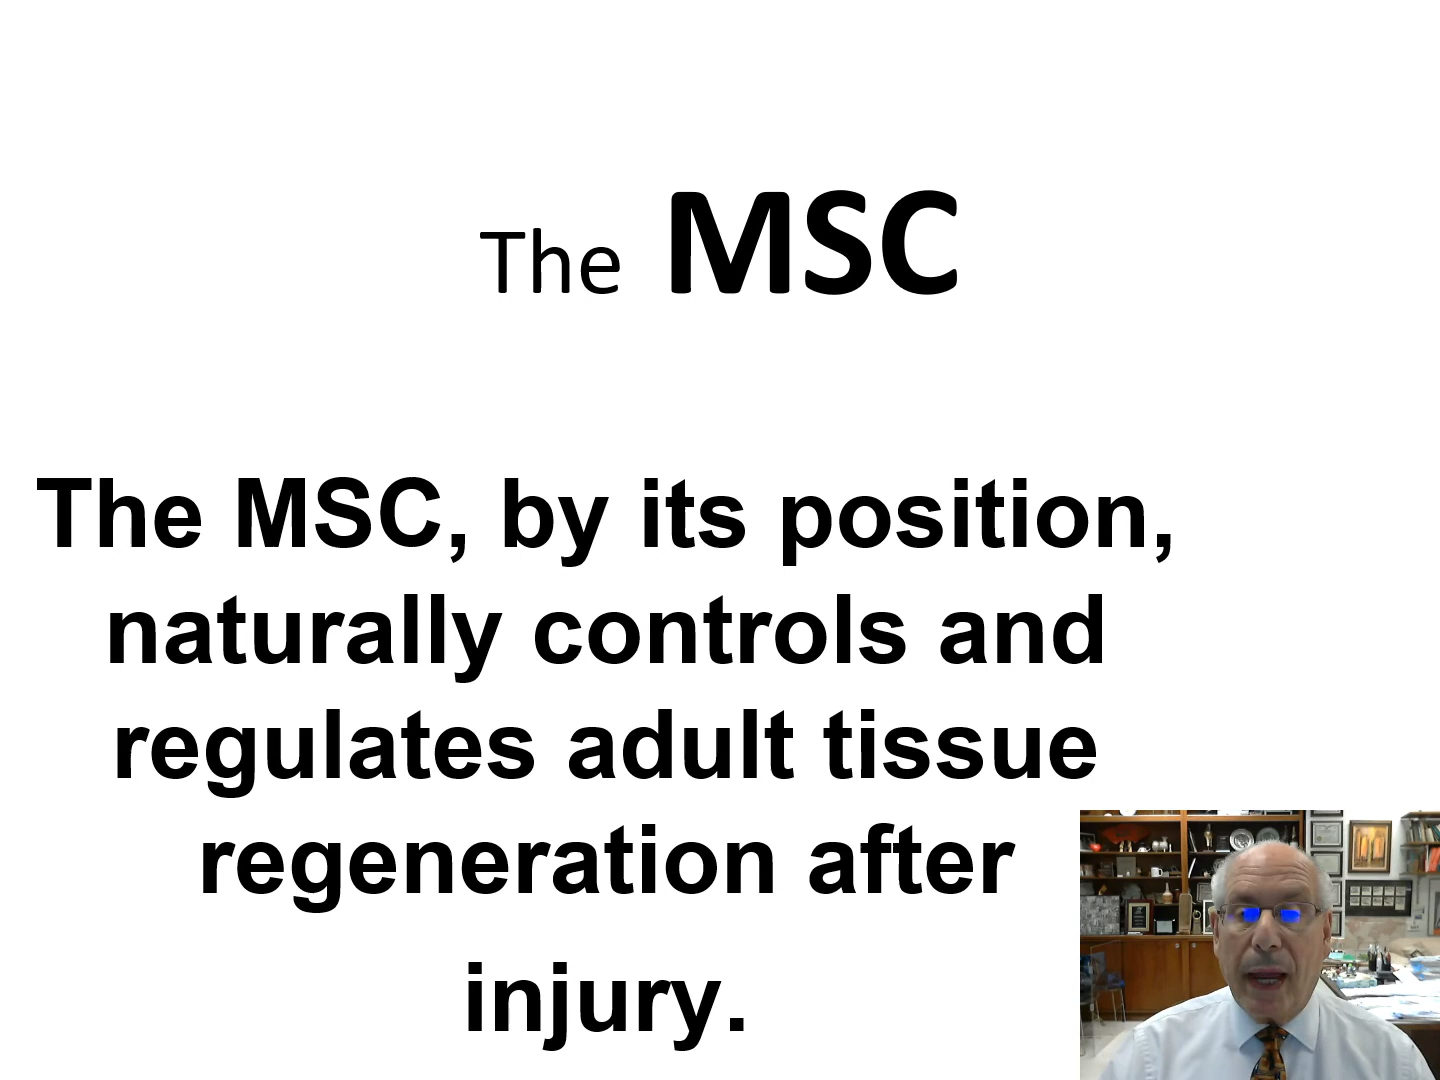 The MSC
The MSC, by its position,
naturally controls and
regulates adult tissue
regeneration after
injury.